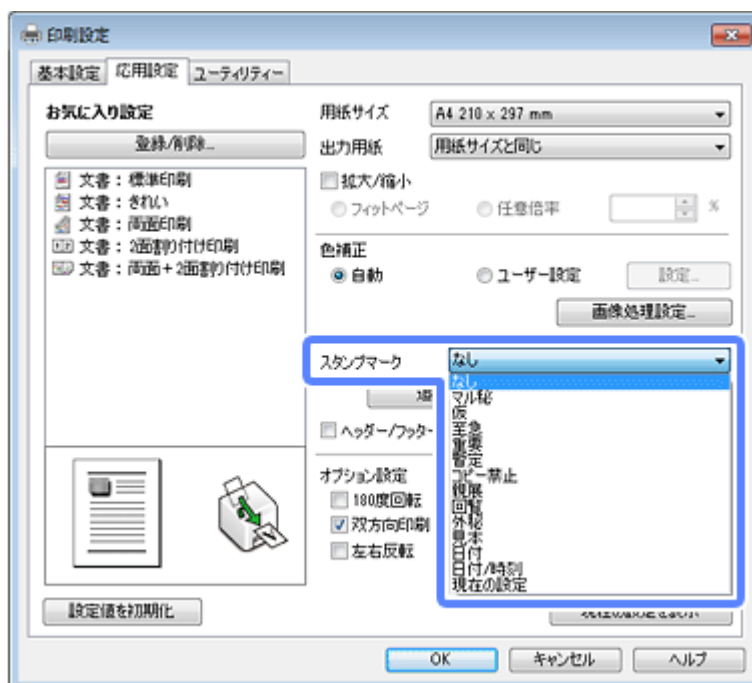 印刷設定
基本設定 応用設定 ユーティリティー
お気に入り設定
登録/削除...
文書：標準印刷
文書：きれい
文書：両面印刷
文書：2面割り付け印刷
文書：両面＋2面割り付け印刷
設定値を初期化
用紙サイズ A4 210 x 297 mm
出力用紙 用紙サイズと同じ
拡大/縮小
フィットページ 任意倍率 %
色補正
自動 ユーザー設定 設定...
画像処理設定...
スタンプマーク なし
なし
マル秘
仮
至急
重要
暫定
コピー禁止
親展
回覧
外秘
見本
日付
日付/時刻
現在の設定
ヘッダー/フッター
オプション設定
180度回転
双方向印刷
左右反転
OK キャンセル ヘルプ